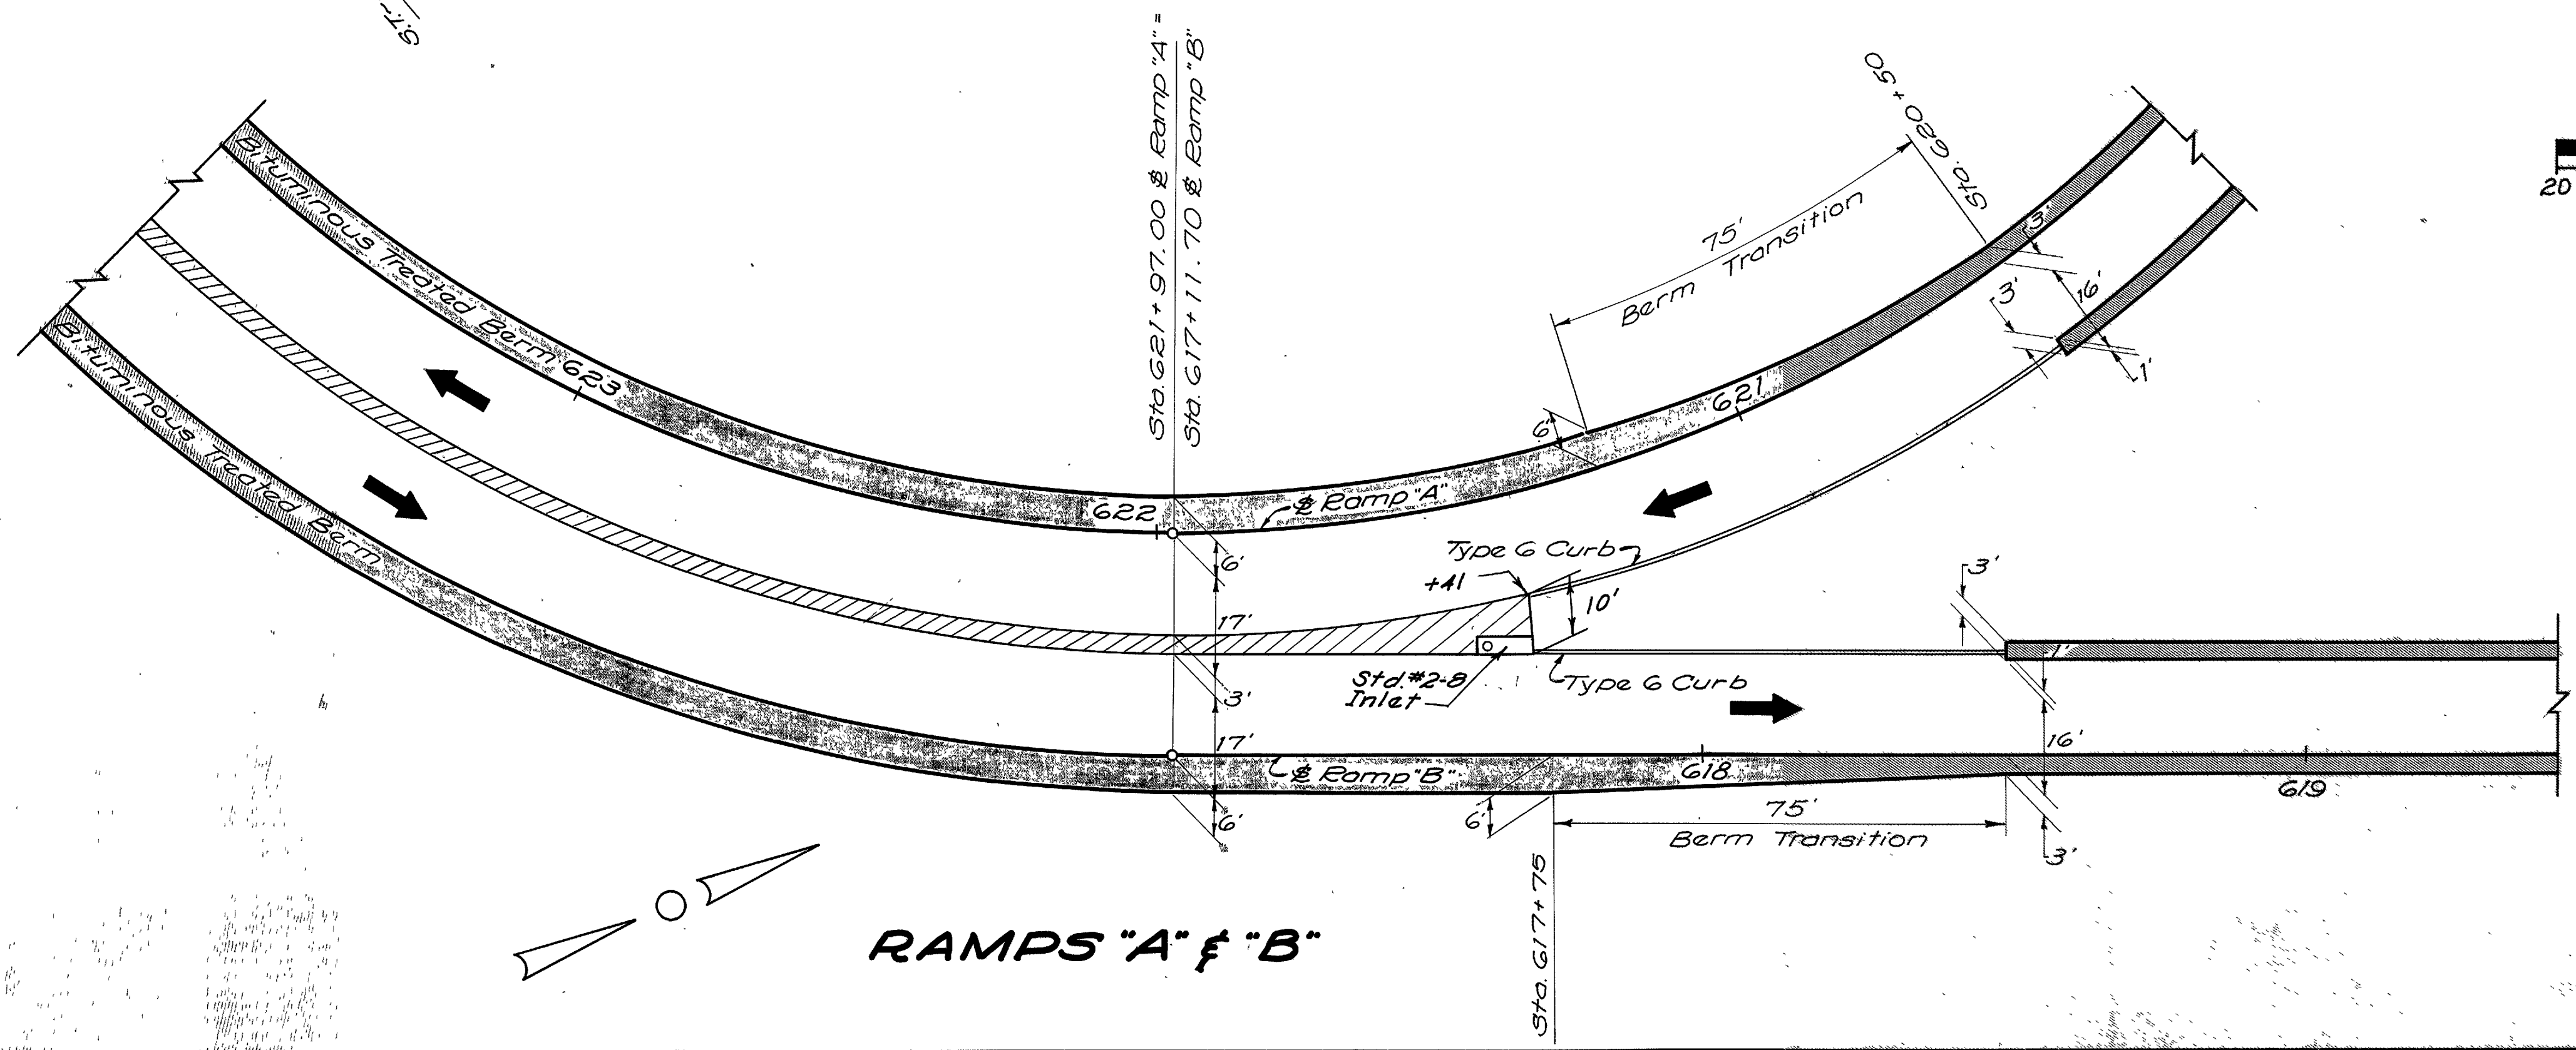 S.T.~
Sta. 621+97.00 ⅊ Ramp "A" =
Sta. 617+11.70 ⅊ Ramp "B"
Sta. 620+50
20
75'
Berm Transition
3'
16'
3'
1'
Bituminous Treated Berm
623
Bituminous Treated Berm
621
6'
622
⅊ Ramp "A"
6'
Type 6 Curb
+41
10'
3'
17'
1'
Std.#2-8
Inlet
Type 6 Curb
3'
17'
16'
⅊ Ramp "B"
618
619
6'
6'
75'
Berm Transition
3'
Sta. 617+75
RAMPS "A" & "B"